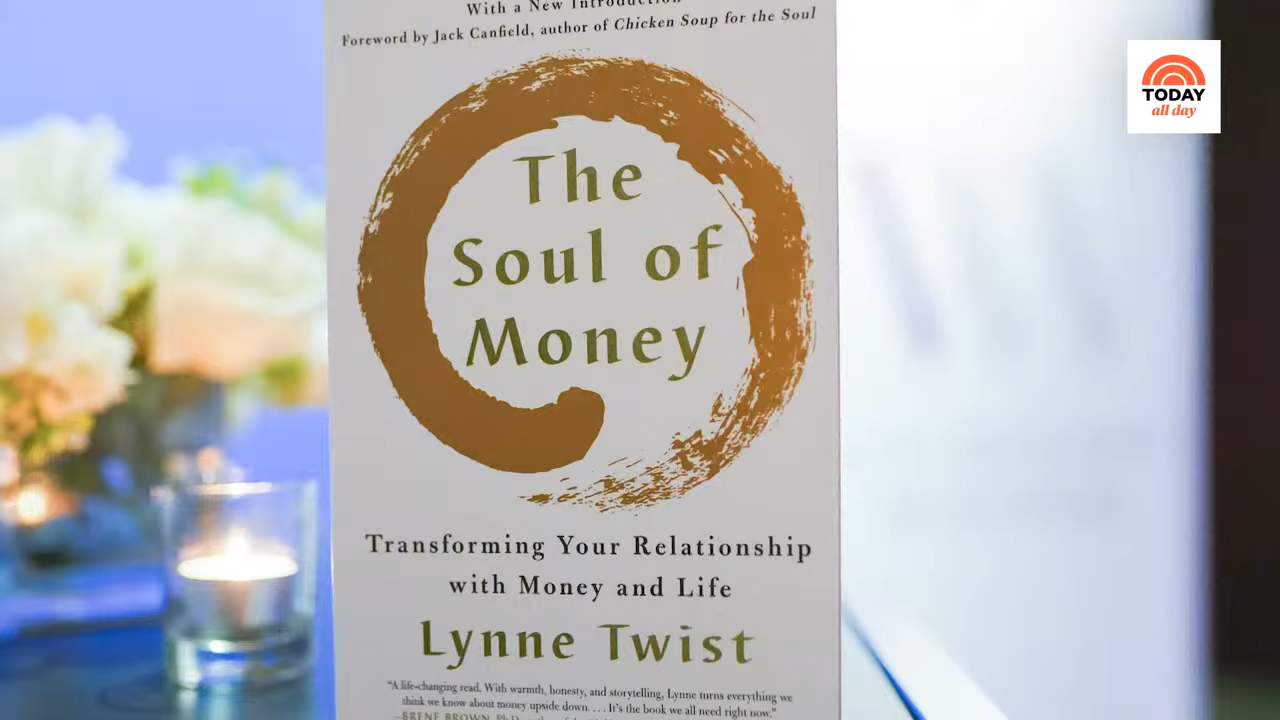 With a New Introduction
Foreword by Jack Canfield, author of Chicken Soup for the Soul
TODAY
all day
The
Soul of
Money
Transforming Your Relationship
with Money and Life
Lynne Twist
"A life-changing read. With warmth, honesty, and storytelling, Lynne turns everything we
think we know about money upside down. . . . It's the book we all need right now."
—BRENÉ BROWN, PhD,